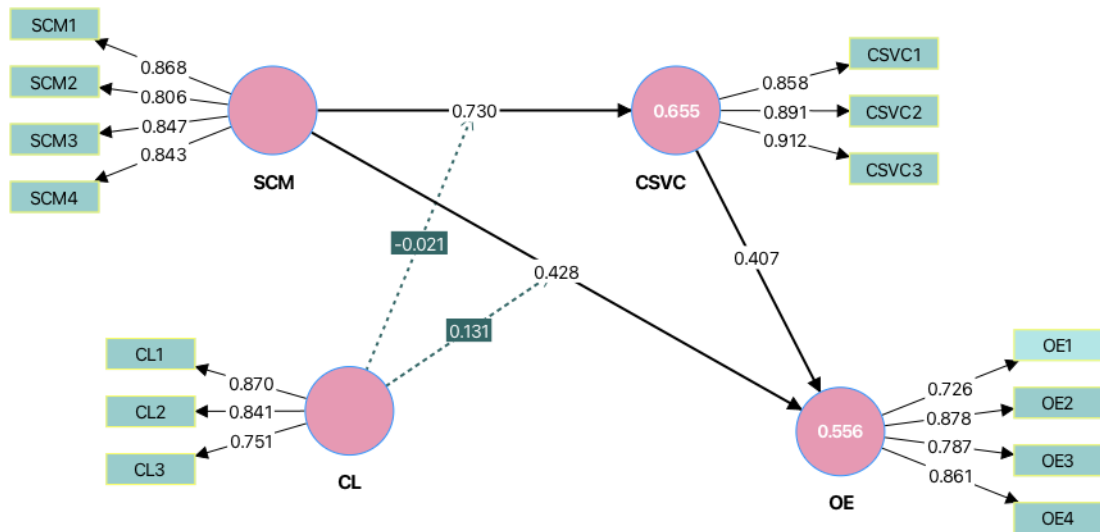 SCM1
SCM2
SCM3
SCM4
0.868
0.806
0.847
0.843
SCM
0.730
0.655
CSVC
0.858
0.891
0.912
CSVC1
CSVC2
CSVC3
-0.021
0.428
0.407
0.131
CL1
CL2
CL3
0.870
0.841
0.751
CL
0.556
OE
0.726
0.878
0.787
0.861
OE1
OE2
OE3
OE4